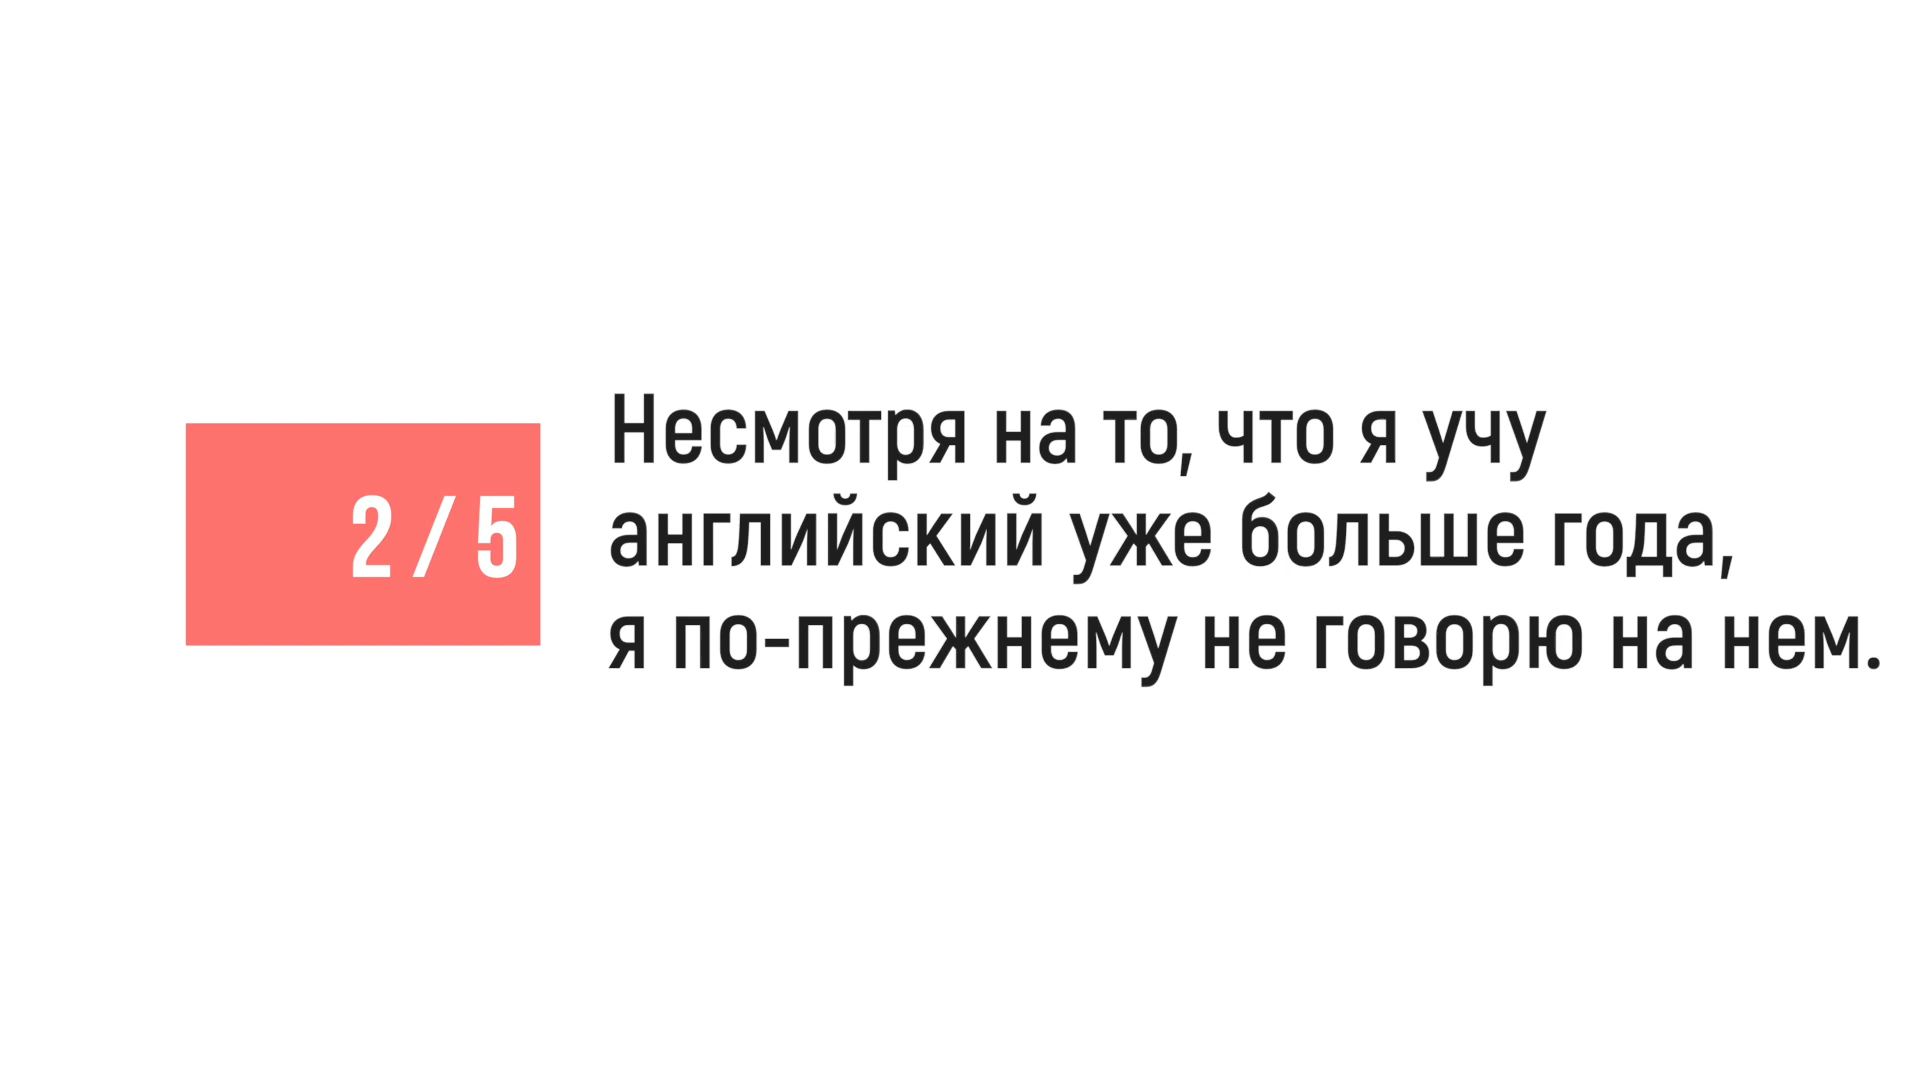 2 / 5
Несмотря на то, что я учу
английский уже больше года,
я по-прежнему не говорю на нем.